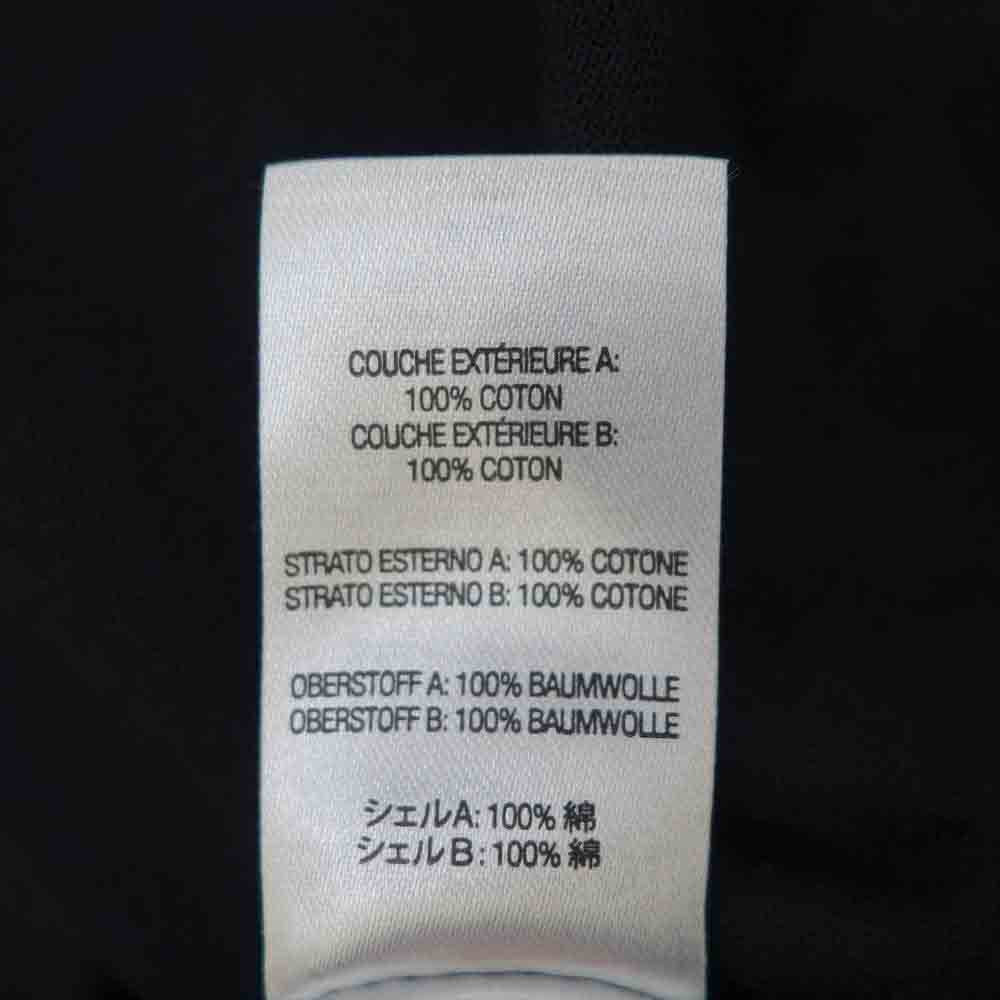 COUCHE EXTÉRIEURE A:
100% COTON
COUCHE EXTÉRIEURE B:
100% COTON
STRATO ESTERNO A: 100% COTONE
STRATO ESTERNO B: 100% COTONE
OBERSTOFF A: 100% BAUMWOLLE
OBERSTOFF B: 100% BAUMWOLLE
シェルA: 100% 綿
シェルB: 100% 綿